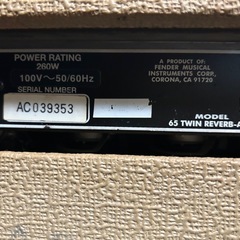 POWER RATING
260W
100V～50/60Hz
SERIAL NUMBER
AC039353
A PRODUCT OF:
FENDER MUSICAL
INSTRUMENTS CORP.
CORONA, CA 91720
MODEL
65 TWIN REVERB-A